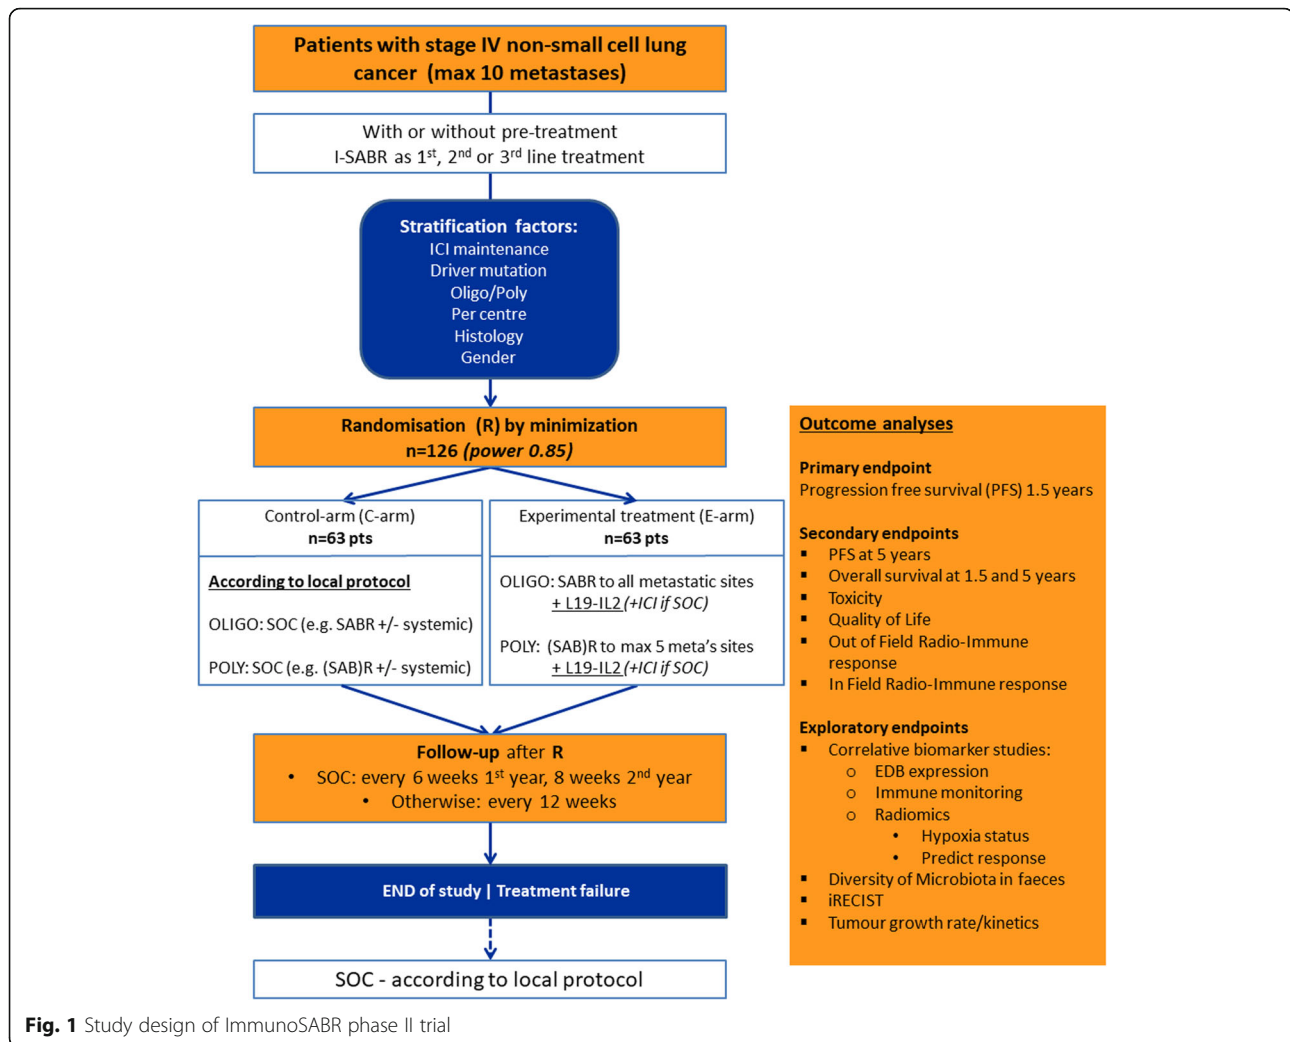 Patients with stage IV non-small cell lung
cancer (max 10 metastases)
With or without pre-treatment
I-SABR as 1st, 2nd or 3rd line treatment
Stratification factors:
ICI maintenance
Driver mutation
Oligo/Poly
Per centre
Histology
Gender
Randomisation (R) by minimization
n=126 (power 0.85)
Control-arm (C-arm)
n=63 pts
According to local protocol
OLIGO: SOC (e.g. SABR +/- systemic)
POLY: SOC (e.g. (SAB)R +/- systemic)
Experimental treatment (E-arm)
n=63 pts
OLIGO: SABR to all metastatic sites
+ L19-IL2 (+ICI if SOC)
POLY: (SAB)R to max 5 meta's sites
+ L19-IL2 (+ICI if SOC)
Follow-up after R
• SOC: every 6 weeks 1st year, 8 weeks 2nd year
• Otherwise: every 12 weeks
END of study | Treatment failure
SOC - according to local protocol
Outcome analyses
Primary endpoint
Progression free survival (PFS) 1.5 years
Secondary endpoints
▪ PFS at 5 years
▪ Overall survival at 1.5 and 5 years
▪ Toxicity
▪ Quality of Life
▪ Out of Field Radio-Immune
response
▪ In Field Radio-Immune response
Exploratory endpoints
▪ Correlative biomarker studies:
o EDB expression
o Immune monitoring
o Radiomics
• Hypoxia status
• Predict response
▪ Diversity of Microbiota in faeces
▪ iRECIST
▪ Tumour growth rate/kinetics
Fig. 1 Study design of ImmunoSABR phase II trial